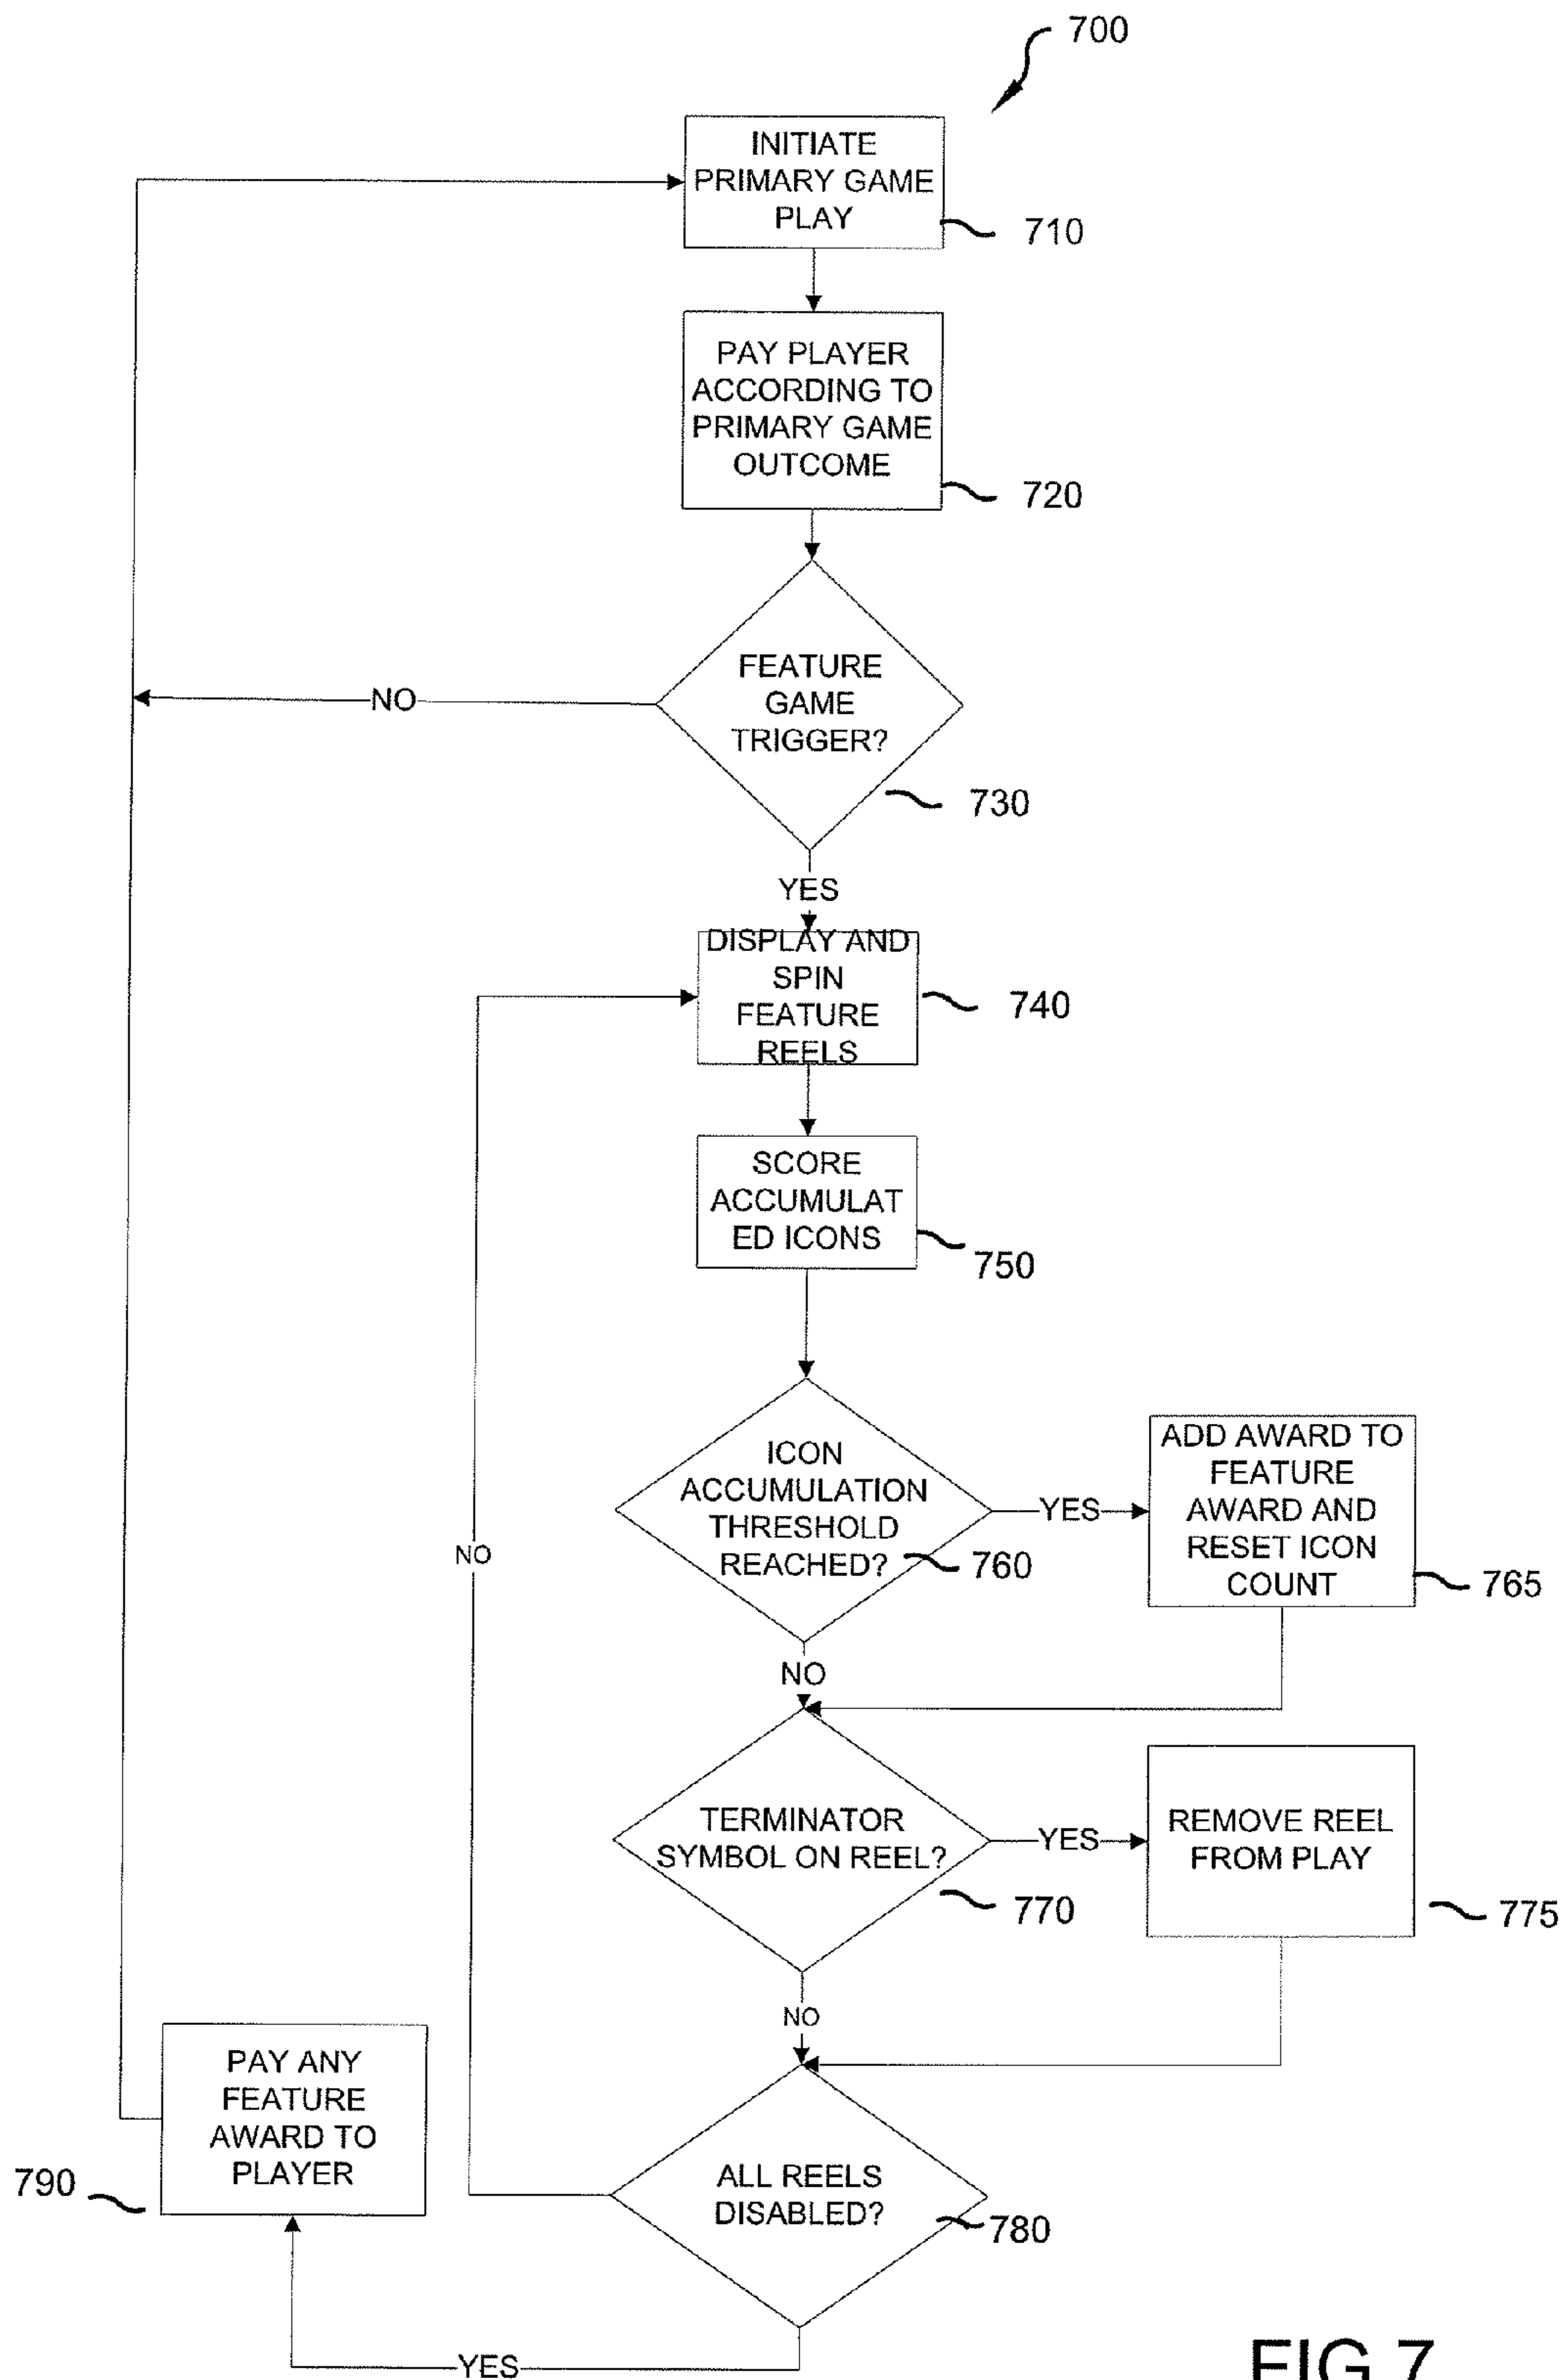 700
INITIATE
PRIMARY GAME
PLAY
710
PAY PLAYER
ACCORDING TO
PRIMARY GAME
OUTCOME
720
FEATURE
GAME
TRIGGER?
NO
730
YES
DISPLAY AND
SPIN
FEATURE
REELS
740
SCORE
ACCUMULAT
ED ICONS
750
ICON
ACCUMULATION
THRESHOLD
REACHED?
760
YES
ADD AWARD TO
FEATURE
AWARD AND
RESET ICON
COUNT
765
NO
NO
TERMINATOR
SYMBOL ON REEL?
770
YES
REMOVE REEL
FROM PLAY
775
NO
ALL REELS
DISABLED?
780
PAY ANY
FEATURE
AWARD TO
PLAYER
790
YES
FIG 7